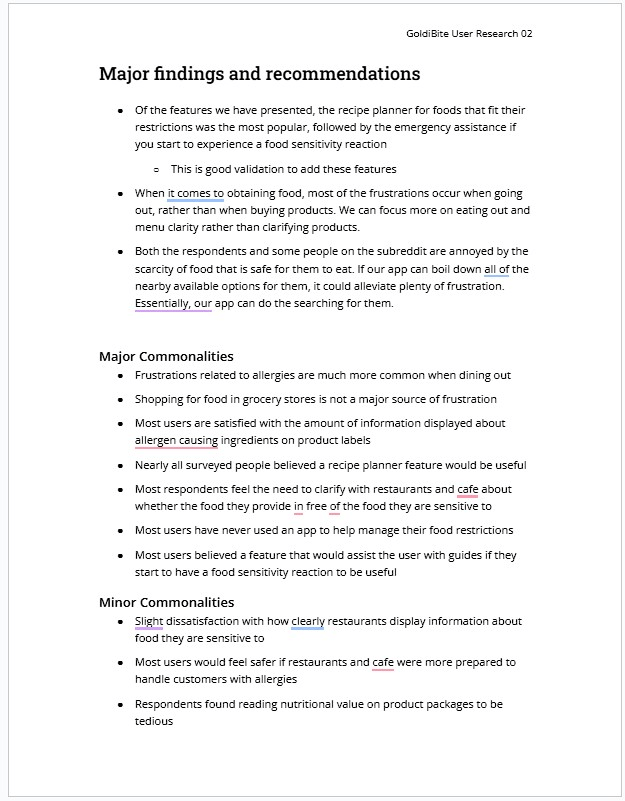 GoldiBite User Research 02
Major findings and recommendations
• Of the features we have presented, the recipe planner for foods that fit their
restrictions was the most popular, followed by the emergency assistance if
you start to experience a food sensitivity reaction
○ This is good validation to add these features
• When it comes to obtaining food, most of the frustrations occur when going
out, rather than when buying products. We can focus more on eating out and
menu clarity rather than clarifying products.
• Both the respondents and some people on the subreddit are annoyed by the
scarcity of food that is safe for them to eat. If our app can boil down all of the
nearby available options for them, it could alleviate plenty of frustration.
Essentially, our app can do the searching for them.
Major Commonalities
• Frustrations related to allergies are much more common when dining out
• Shopping for food in grocery stores is not a major source of frustration
• Most users are satisfied with the amount of information displayed about
allergen causing ingredients on product labels
• Nearly all surveyed people believed a recipe planner feature would be useful
• Most respondents feel the need to clarify with restaurants and cafe about
whether the food they provide in free of the food they are sensitive to
• Most users have never used an app to help manage their food restrictions
• Most users believed a feature that would assist the user with guides if they
start to have a food sensitivity reaction to be useful
Minor Commonalities
• Slight dissatisfaction with how clearly restaurants display information about
food they are sensitive to
• Most users would feel safer if restaurants and cafe were more prepared to
handle customers with allergies
• Respondents found reading nutritional value on product packages to be
tedious